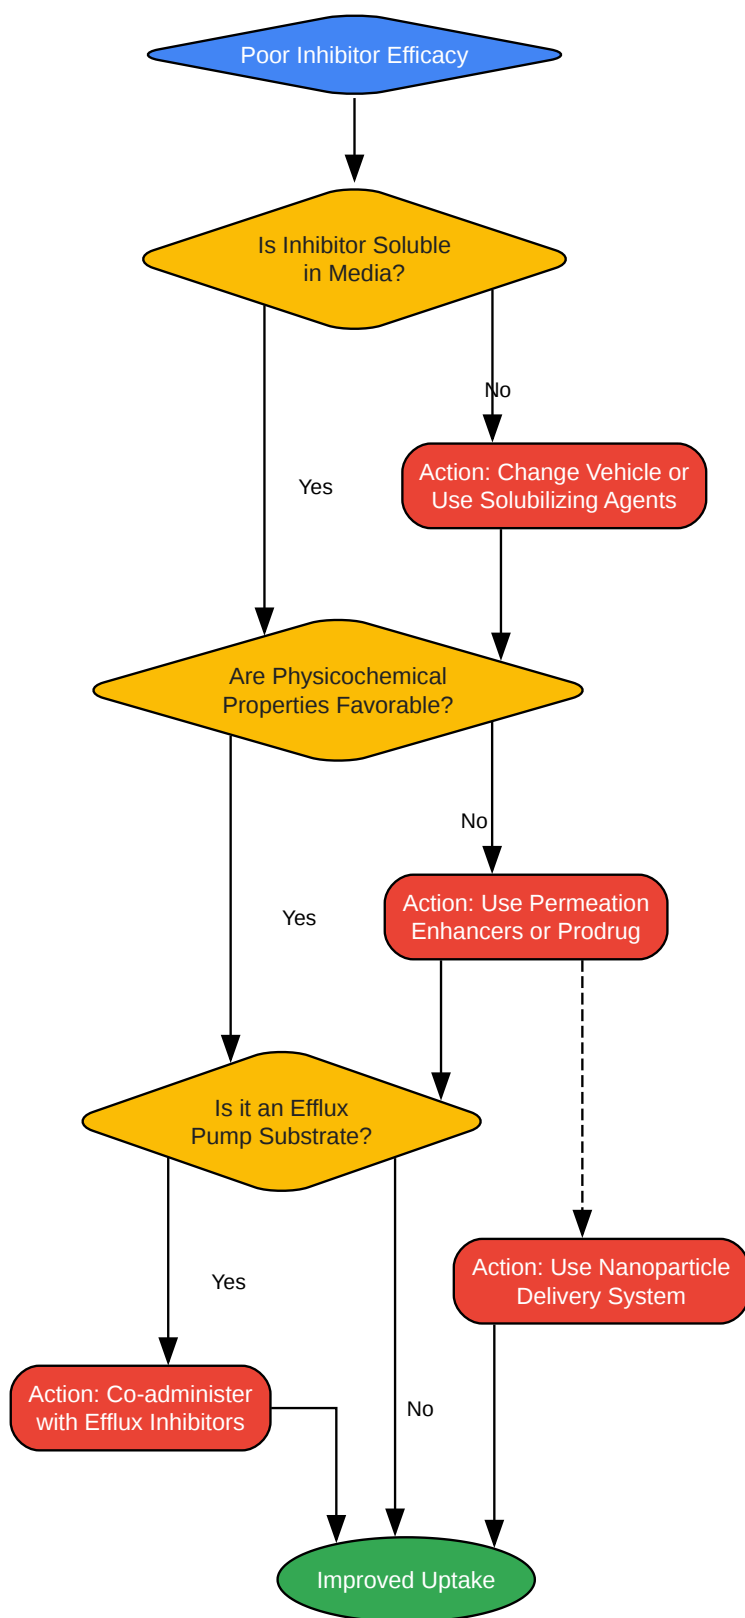 Poor Inhibitor Efficacy
Is Inhibitor Soluble
in Media?
No
Action: Change Vehicle or
Use Solubilizing Agents
Yes
Are Physicochemical
Properties Favorable?
No
Action: Use Permeation
Enhancers or Prodrug
Yes
Is it an Efflux
Pump Substrate?
Action: Use Nanoparticle
Delivery System
Yes
Action: Co-administer
with Efflux Inhibitors
No
Improved Uptake